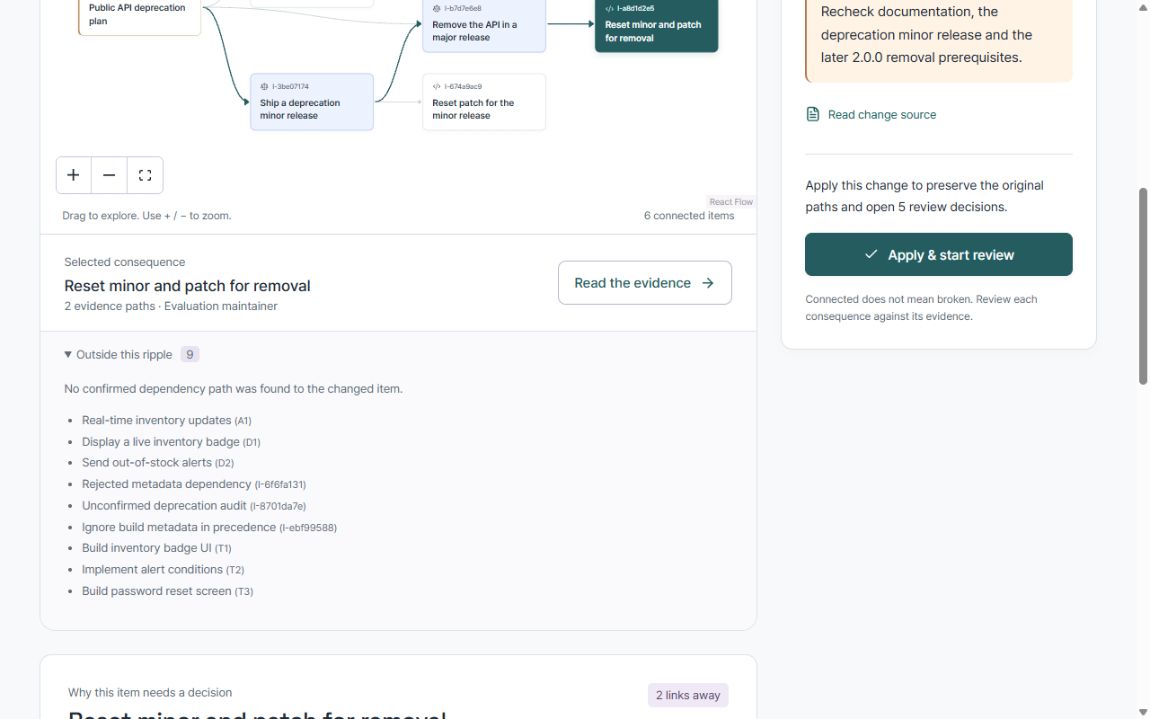 Public API deprecation
plan
I-b7d7e6e8
Remove the API in a
major release
I-a8d1d2e5
Reset minor and patch
for removal
I-3be07174
Ship a deprecation
minor release
I-674a9ac9
Reset patch for the
minor release
React Flow
Drag to explore. Use + / − to zoom.
6 connected items
Selected consequence
Reset minor and patch for removal
2 evidence paths · Evaluation maintainer
Read the evidence →
▼ Outside this ripple 9
No confirmed dependency path was found to the changed item.
• Real-time inventory updates (A1)
• Display a live inventory badge (D1)
• Send out-of-stock alerts (D2)
• Rejected metadata dependency (I-6f6fa131)
• Unconfirmed deprecation audit (I-8701da7e)
• Ignore build metadata in precedence (I-ebf99588)
• Build inventory badge UI (T1)
• Implement alert conditions (T2)
• Build password reset screen (T3)
Why this item needs a decision
2 links away
Reset minor and patch for removal
Recheck documentation, the
deprecation minor release and the
later 2.0.0 removal prerequisites.
Read change source
Apply this change to preserve the original
paths and open 5 review decisions.
Apply & start review
Connected does not mean broken. Review each
consequence against its evidence.